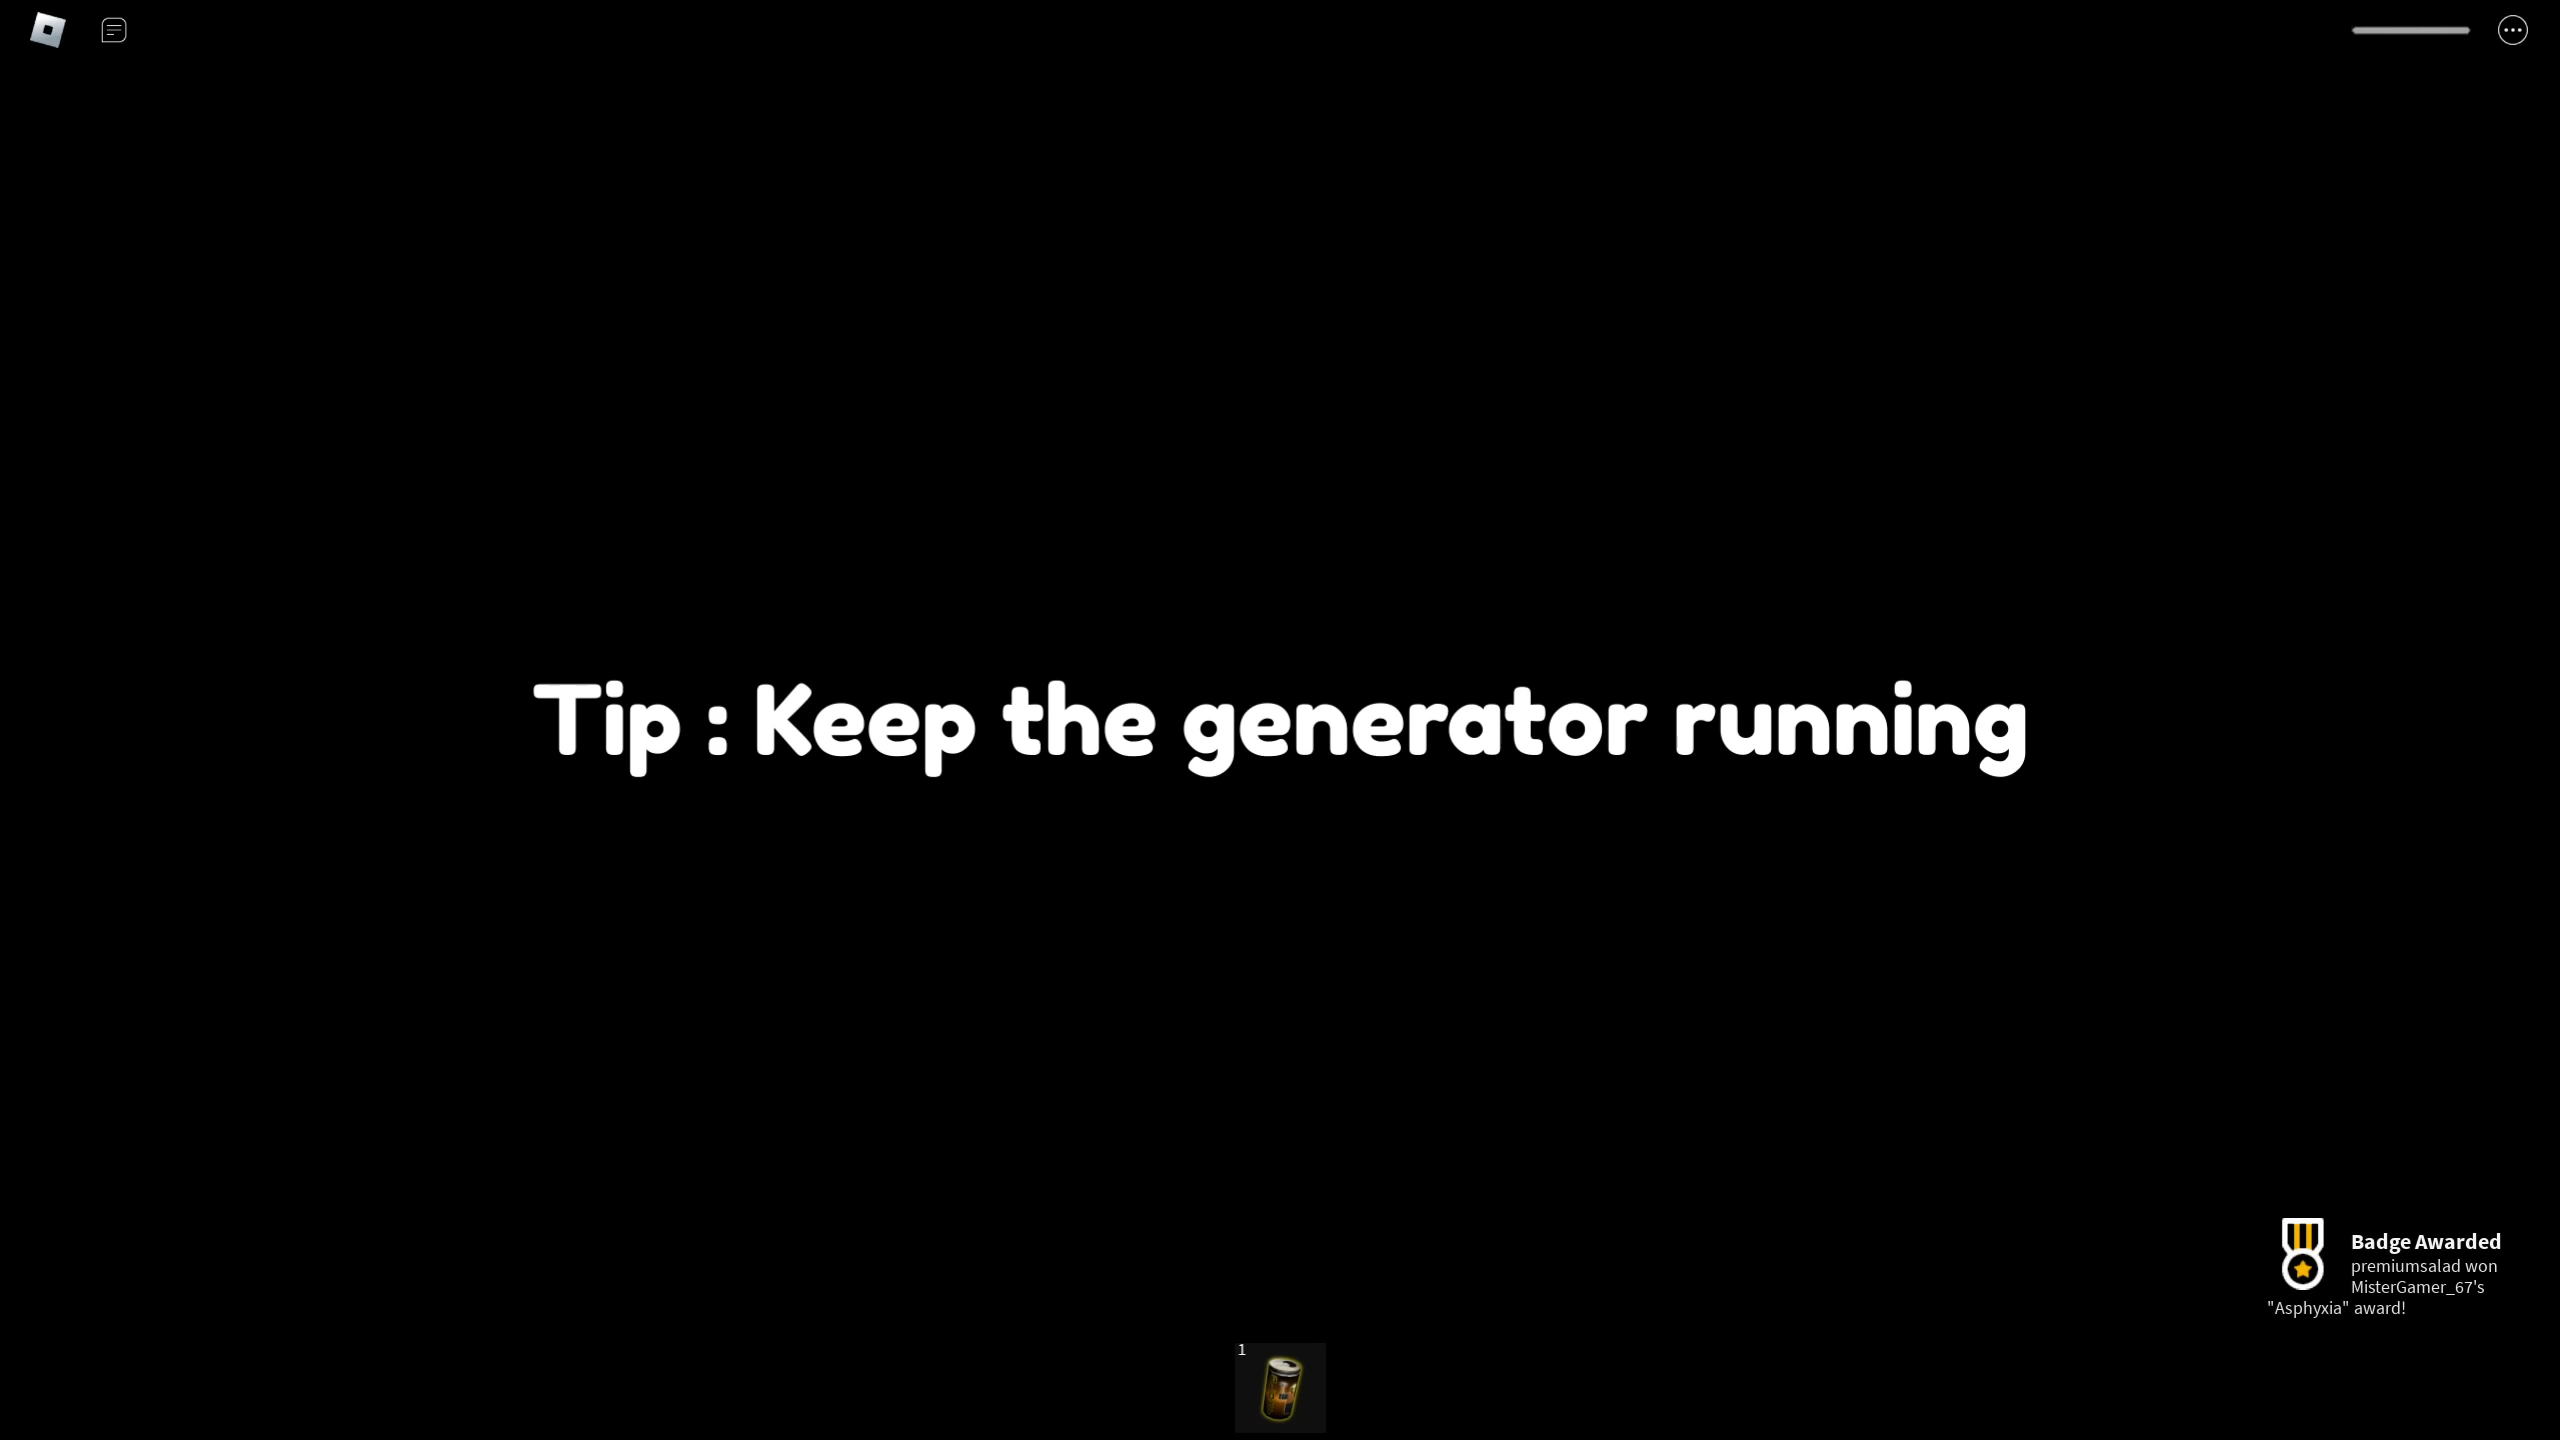 Tip : Keep the generator running
Badge Awarded
premiumsalad won
MisterGamer_67's
"Asphyxia" award!
1